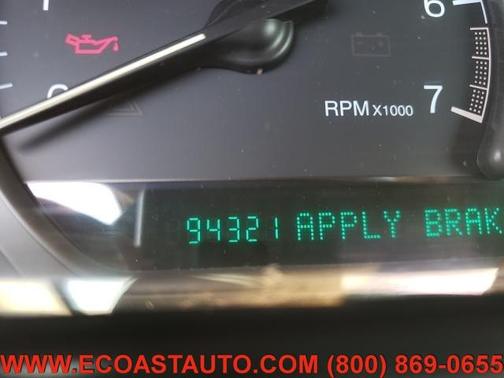 6
RPM X1000
7
94321 APPLY BRAK
WWW.ECOASTAUTO.COM (800) 869-0655